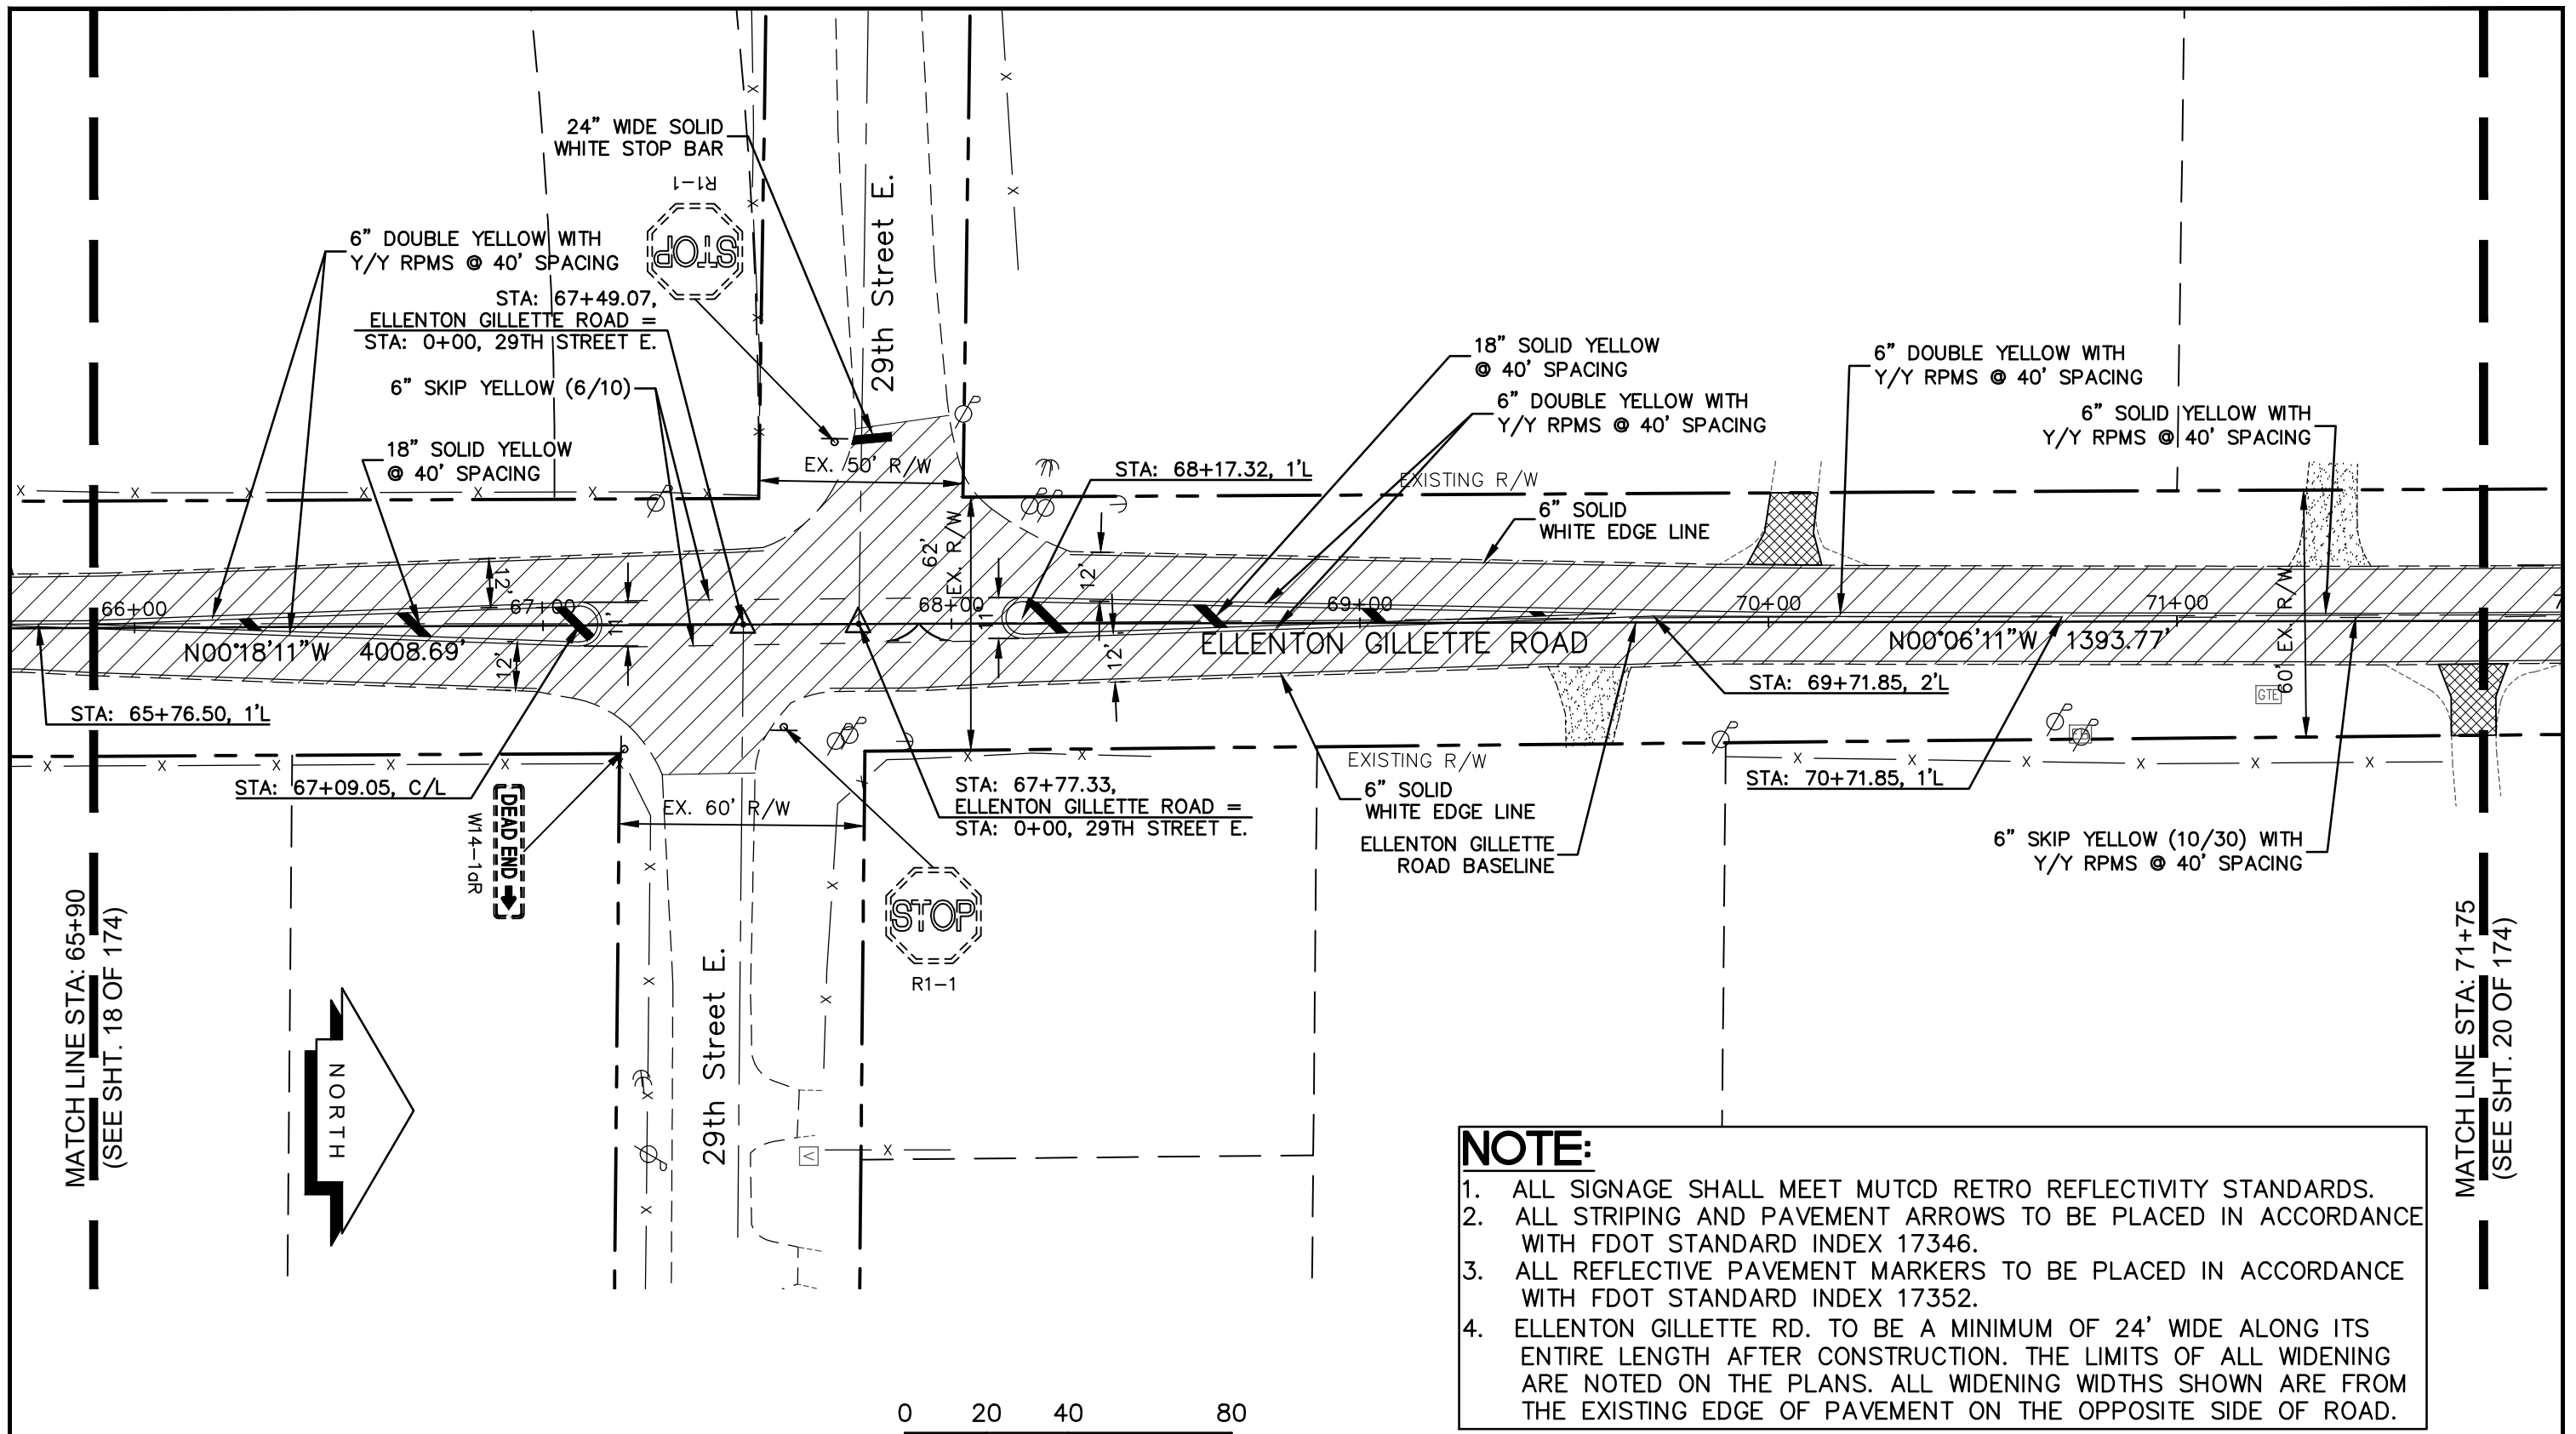 24" WIDE SOLID
WHITE STOP BAR
R1-1
STOP
29th Street E.
6" DOUBLE YELLOW WITH
Y/Y RPMS @ 40' SPACING
STA: 67+49.07,
ELLENTON GILLETTE ROAD =
STA: 0+00, 29TH STREET E.
6" SKIP YELLOW (6/10)
18" SOLID YELLOW
@ 40' SPACING
EX. 50' R/W
STA: 68+17.32, 1'L
18" SOLID YELLOW
@ 40' SPACING
6" DOUBLE YELLOW WITH
Y/Y RPMS @ 40' SPACING
6" DOUBLE YELLOW WITH
Y/Y RPMS @ 40' SPACING
6" SOLID YELLOW WITH
Y/Y RPMS @ 40' SPACING
EXISTING R/W
6" SOLID
WHITE EDGE LINE
62'
EX. R/W
12'
12'
11'
11'
12'
12'
66+00
67+00
68+00
69+00
70+00
71+00
N00°18'11"W 4008.69'
ELLENTON GILLETTE ROAD
N00°06'11"W 1393.77'
60' EX. R/W
GTE
STA: 65+76.50, 1'L
STA: 67+09.05, C/L
STA: 69+71.85, 2'L
STA: 70+71.85, 1'L
EXISTING R/W
6" SOLID
WHITE EDGE LINE
ELLENTON GILLETTE
ROAD BASELINE
6" SKIP YELLOW (10/30) WITH
Y/Y RPMS @ 40' SPACING
STA: 67+77.33,
ELLENTON GILLETTE ROAD =
STA: 0+00, 29TH STREET E.
EX. 60' R/W
DEAD END
W14-1aR
STOP
R1-1
29th Street E.
V
MATCH LINE STA: 65+90
(SEE SHT. 18 OF 174)
MATCH LINE STA: 71+75
(SEE SHT. 20 OF 174)
NORTH
NOTE:
1. ALL SIGNAGE SHALL MEET MUTCD RETRO REFLECTIVITY STANDARDS.
2. ALL STRIPING AND PAVEMENT ARROWS TO BE PLACED IN ACCORDANCE
WITH FDOT STANDARD INDEX 17346.
3. ALL REFLECTIVE PAVEMENT MARKERS TO BE PLACED IN ACCORDANCE
WITH FDOT STANDARD INDEX 17352.
4. ELLENTON GILLETTE RD. TO BE A MINIMUM OF 24' WIDE ALONG ITS
ENTIRE LENGTH AFTER CONSTRUCTION. THE LIMITS OF ALL WIDENING
ARE NOTED ON THE PLANS. ALL WIDENING WIDTHS SHOWN ARE FROM
THE EXISTING EDGE OF PAVEMENT ON THE OPPOSITE SIDE OF ROAD.
0 20 40 80